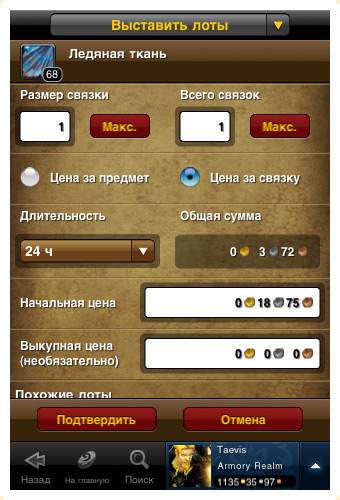 Выставить лоты
Ледяная ткань
68
Размер связки
Всего связок
1
Макс.
1
Макс.
Цена за предмет
Цена за связку
Длительность
Общая сумма
24 ч
0 3 72
Начальная цена
0 18 75
Выкупная цена
(необязательно)
0 0 0
Похожие лоты
Подтвердить
Отмена
Taevis
Armory Realm
1135 35 97
Назад
На главную
Поиск